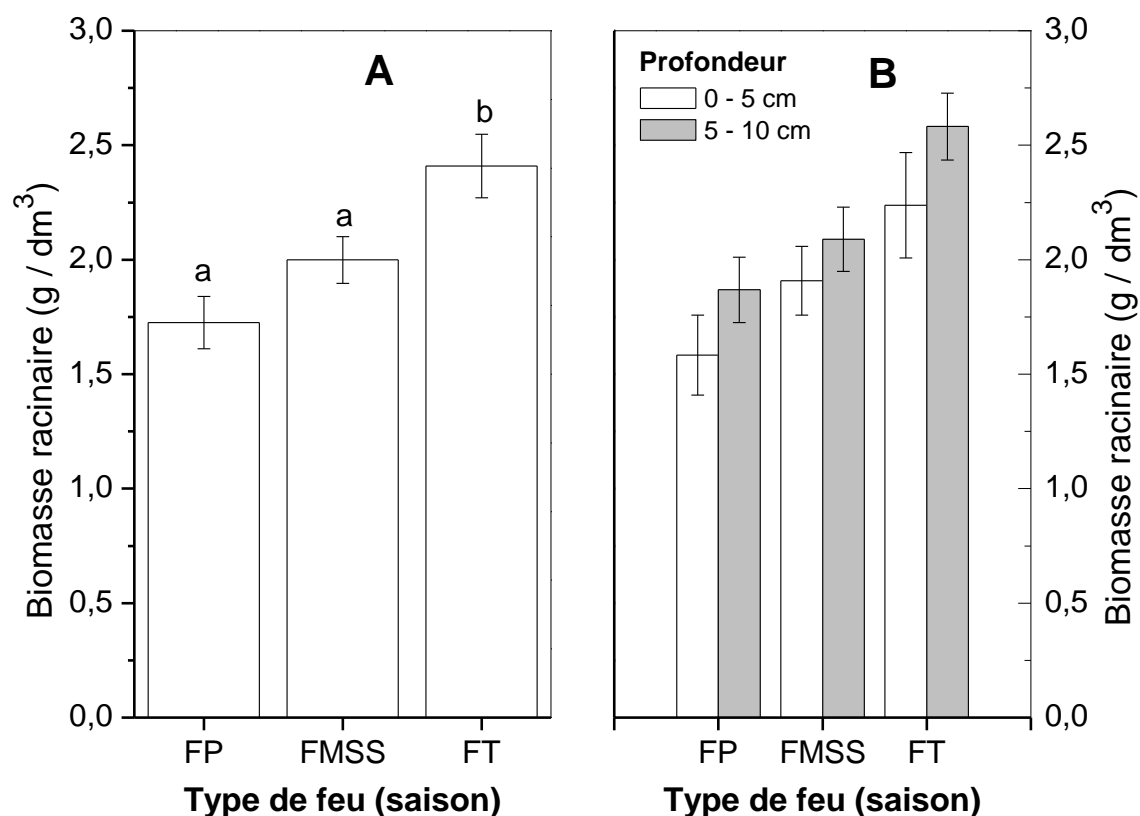 A
Biomasse racinaire (g / dm³)
3,0
2,5
2,0
1,5
1,0
0,5
0,0
a
a
b
FP
FMSS
FT
Type de feu (saison)
B
Profondeur
0 - 5 cm
5 - 10 cm
3,0
2,5
2,0
1,5
1,0
0,5
0,0
Biomasse racinaire (g / dm³)
FP
FMSS
FT
Type de feu (saison)